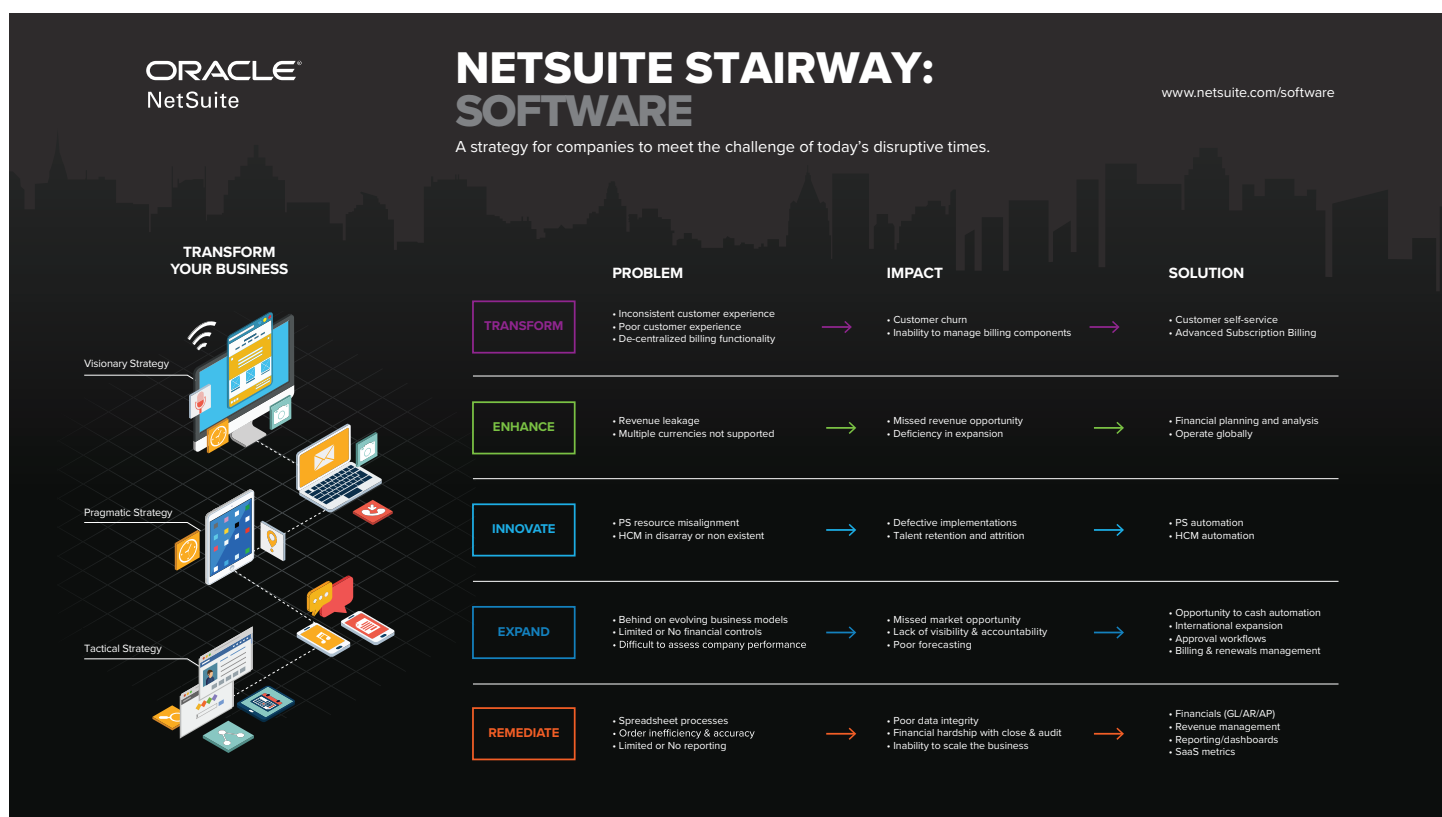 ORACLE
NetSuite
NETSUITE STAIRWAY:
SOFTWARE
A strategy for companies to meet the challenge of today's disruptive times.
www.netsuite.com/software
TRANSFORM
YOUR BUSINESS
Visionary Strategy
Pragmatic Strategy
Tactical Strategy
PROBLEM
IMPACT
SOLUTION
TRANSFORM
• Inconsistent customer experience
• Poor customer experience
• De-centralized billing functionality
• Customer churn
• Inability to manage billing components
• Customer self-service
• Advanced Subscription Billing
ENHANCE
• Revenue leakage
• Multiple currencies not supported
• Missed revenue opportunity
• Deficiency in expansion
• Financial planning and analysis
• Operate globally
INNOVATE
• PS resource misalignment
• HCM in disarray or non existent
• Defective implementations
• Talent retention and attrition
• PS automation
• HCM automation
EXPAND
• Behind on evolving business models
• Limited or No financial controls
• Difficult to assess company performance
• Missed market opportunity
• Lack of visibility & accountability
• Poor forecasting
• Opportunity to cash automation
• International expansion
• Approval workflows
• Billing & renewals management
REMEDIATE
• Spreadsheet processes
• Order inefficiency & accuracy
• Limited or No reporting
• Poor data integrity
• Financial hardship with close & audit
• Inability to scale the business
• Financials (GL/AR/AP)
• Revenue management
• Reporting/dashboards
• SaaS metrics